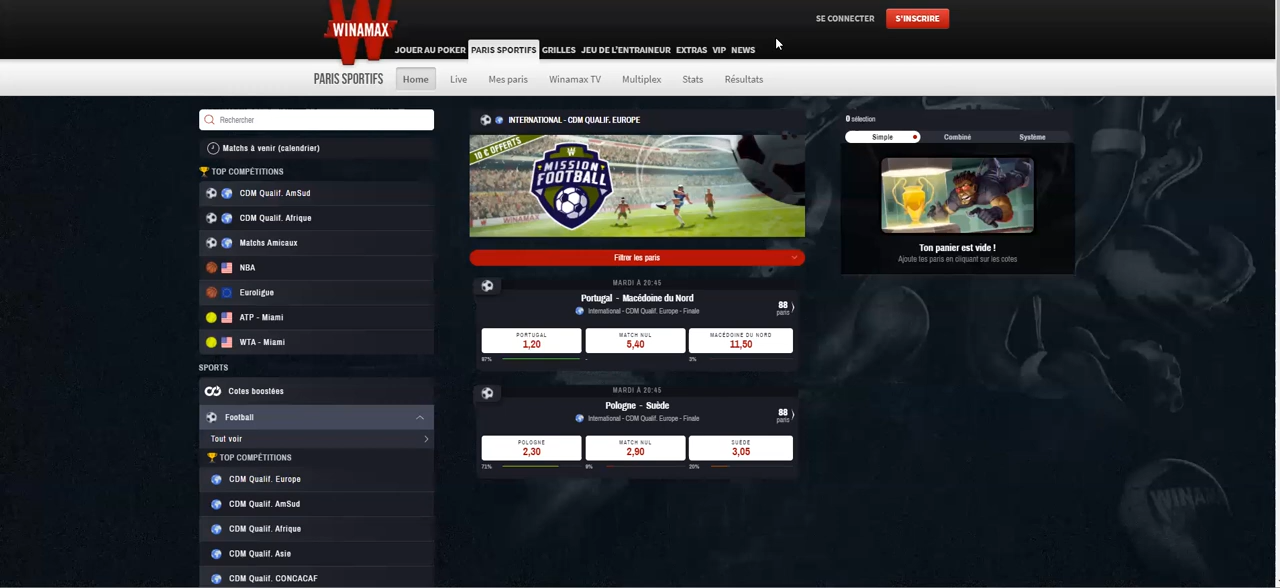 WINAMAX
SE CONNECTER
S'INSCRIRE
JOUER AU POKER
PARIS SPORTIFS
GRILLES
JEU DE L'ENTRAINEUR
EXTRAS
VIP
NEWS
PARIS SPORTIFS
Home
Live
Mes paris
Winamax TV
Multiplex
Stats
Résultats
Rechercher
Matchs à venir (calendrier)
TOP COMPÉTITIONS
CDM Qualif. AmSud
CDM Qualif. Afrique
Matchs Amicaux
NBA
Euroligue
ATP - Miami
WTA - Miami
SPORTS
Cotes boostées
Football
Tout voir
TOP COMPÉTITIONS
CDM Qualif. Europe
CDM Qualif. AmSud
CDM Qualif. Afrique
CDM Qualif. Asie
CDM Qualif. CONCACAF
INTERNATIONAL - CDM QUALIF. EUROPE
10 € OFFERTS
W
MISSION
FOOTBALL
Filtrer les paris
MARDI À 20:45
Portugal - Macédoine du Nord
International - CDM Qualif. Europe - Finale
88
paris
PORTUGAL
1,20
MATCH NUL
5,40
MACÉDOINE DU NORD
11,50
97%
-
3%
MARDI À 20:45
Pologne - Suède
International - CDM Qualif. Europe - Finale
88
paris
POLOGNE
2,30
MATCH NUL
2,90
SUÈDE
3,05
71%
9%
20%
0 sélection
Simple
Combiné
Système
Ton panier est vide !
Ajoute tes paris en cliquant sur les cotes
WINAMAX